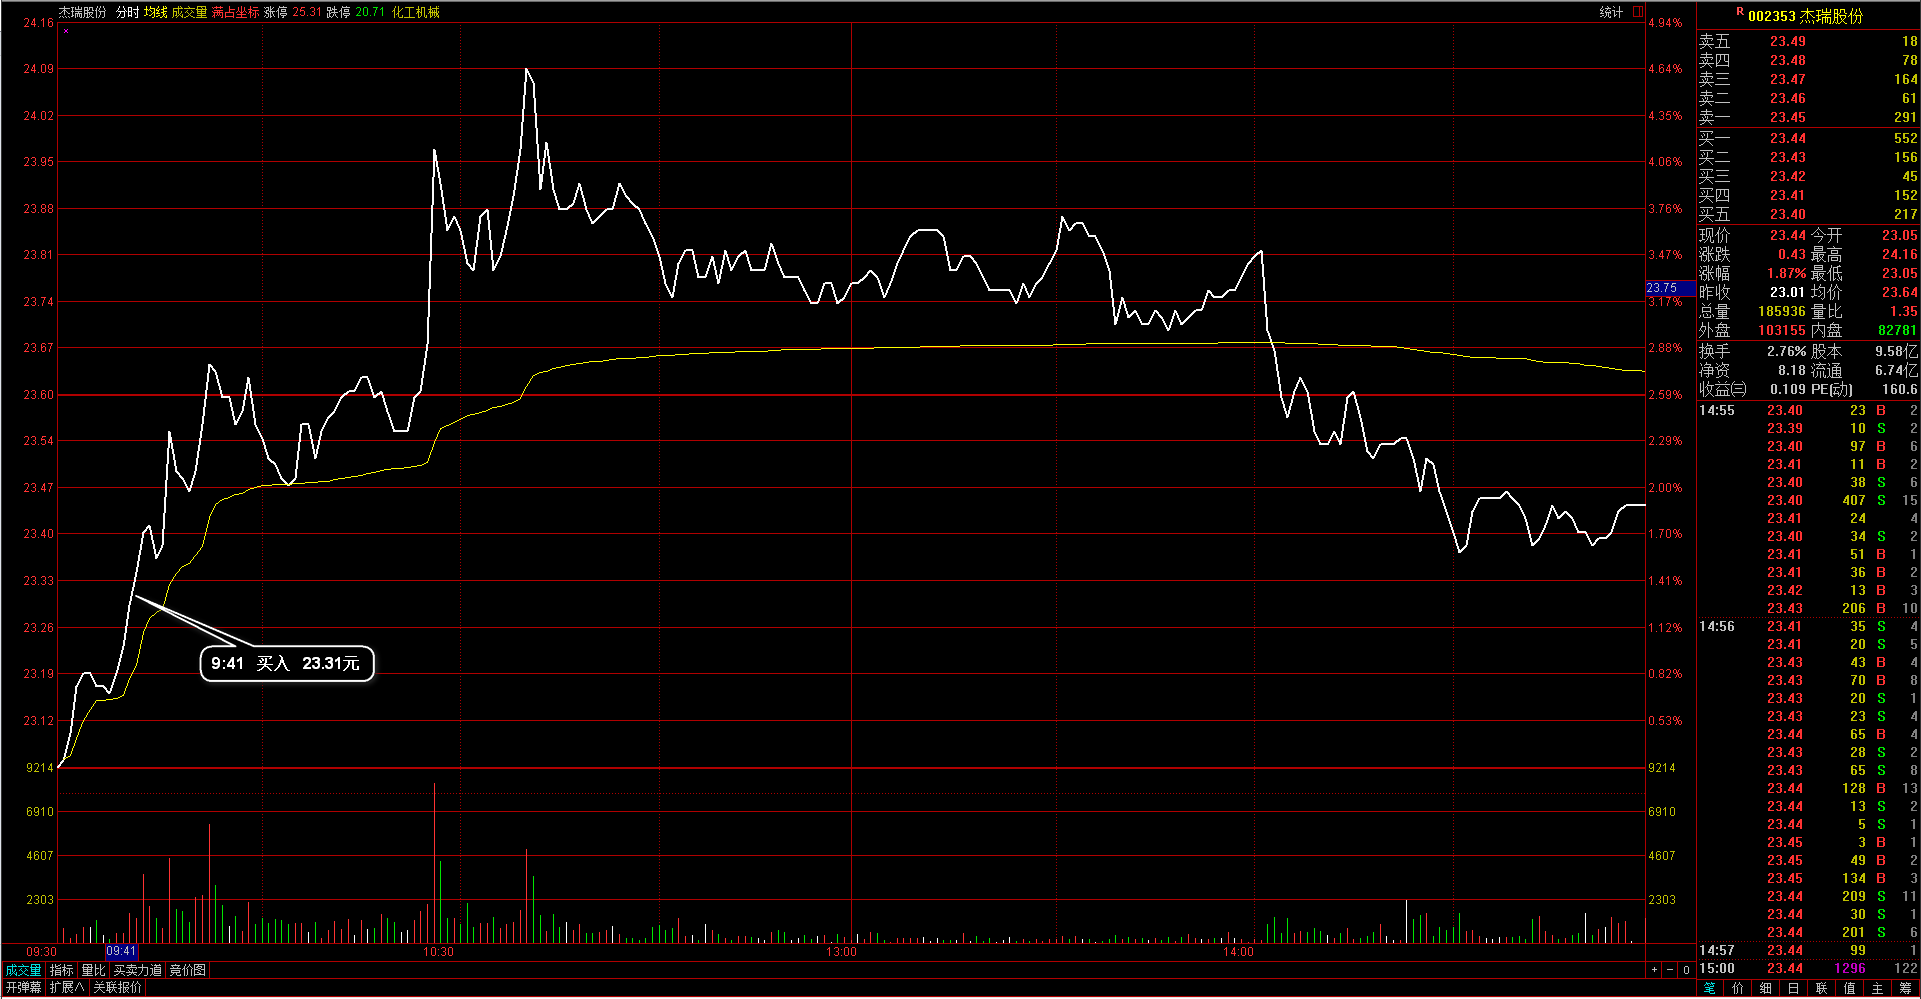 杰瑞股份 分时 均线 成交量 满占坐标 涨停 25.31 跌停 20.71 化工机械 统计
R 002353 杰瑞股份
24.16 4.94%
24.09 4.64%
24.02 4.35%
23.95 4.06%
23.88 3.76%
23.81 3.47%
23.75
23.74 3.17%
23.67 2.88%
23.60 2.59%
23.54 2.29%
23.47 2.00%
23.40 1.70%
23.33 1.41%
23.26 1.12%
9:41 买入 23.31元
23.19 0.82%
23.12 0.53%
9214 9214
6910 6910
4607 4607
2303 2303
09:30 09:41 10:30 13:00 14:00
成交量 指标 量比 买卖力道 竞价图 + - 0
开弹幕 扩展∧ 关联报价
卖五 23.49 18
卖四 23.48 78
卖三 23.47 164
卖二 23.46 61
卖一 23.45 291
买一 23.44 552
买二 23.43 156
买三 23.42 45
买四 23.41 152
买五 23.40 217
现价 23.44 今开 23.05
涨跌 0.43 最高 24.16
涨幅 1.87% 最低 23.05
昨收 23.01 均价 23.64
总量 185936 量比 1.35
外盘 103155 内盘 82781
换手 2.76% 股本 9.58亿
净资 8.18 流通 6.74亿
收益㈢ 0.109 PE(动) 160.6
14:55 23.40 23 B 2
23.39 10 S 2
23.40 97 B 6
23.41 11 B 2
23.40 38 S 6
23.40 407 S 15
23.41 24 4
23.40 34 S 2
23.41 51 B 1
23.41 36 B 2
23.42 13 B 3
23.43 206 B 10
14:56 23.41 35 S 4
23.41 20 S 5
23.43 43 B 4
23.43 70 B 8
23.43 20 S 1
23.43 23 S 4
23.44 65 B 4
23.43 28 S 2
23.43 65 S 8
23.44 128 B 13
23.44 13 S 2
23.44 5 S 1
23.45 3 B 1
23.45 49 B 2
23.45 134 B 3
23.44 209 S 11
23.44 30 S 1
23.44 201 S 6
14:57 23.44 99 1
15:00 23.44 1296 122
笔 价 细 日 联 值 主 筹